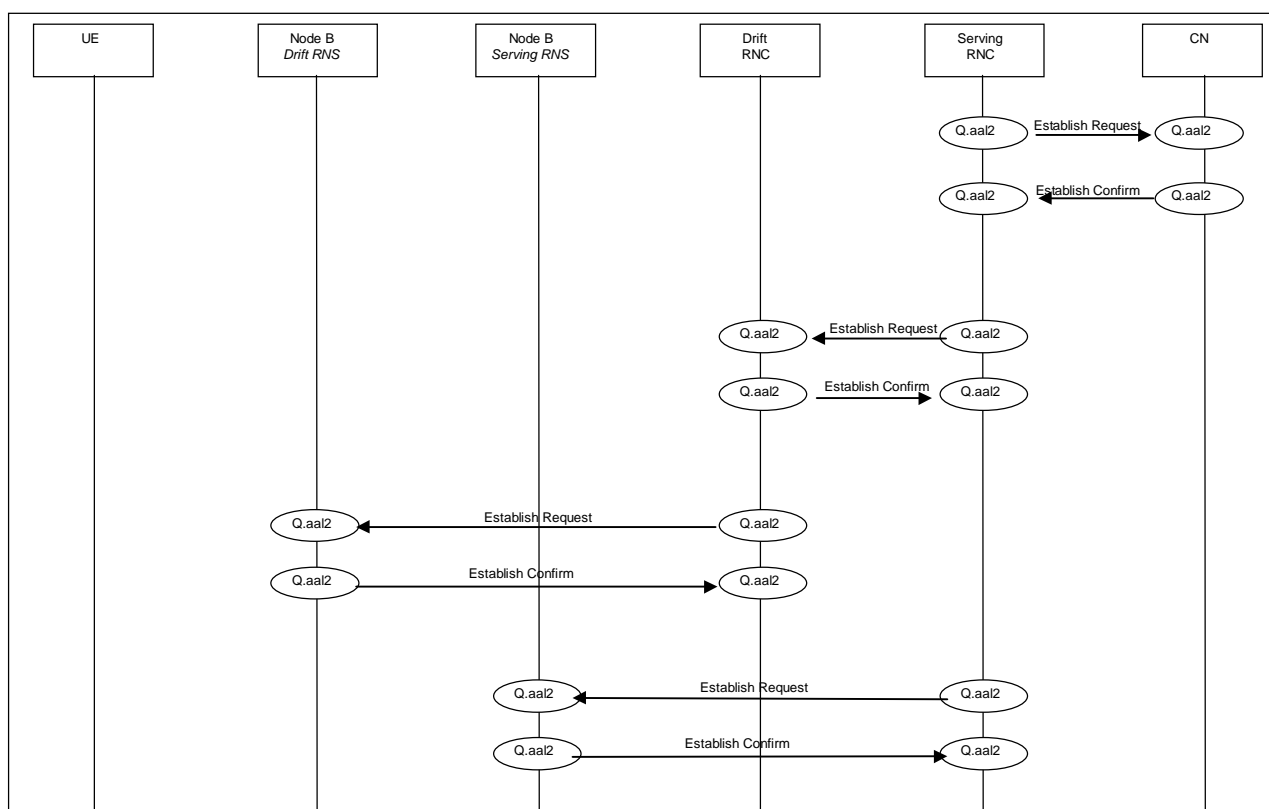 UE
Node B
Drift RNS
Node B
Serving RNS
Drift
RNC
Serving
RNC
CN
Q.aal2 Establish Request Q.aal2
Q.aal2 Establish Confirm Q.aal2
Q.aal2 Establish Request Q.aal2
Q.aal2 Establish Confirm Q.aal2
Q.aal2 Establish Request Q.aal2
Q.aal2 Establish Confirm Q.aal2
Q.aal2 Establish Request Q.aal2
Q.aal2 Establish Confirm Q.aal2